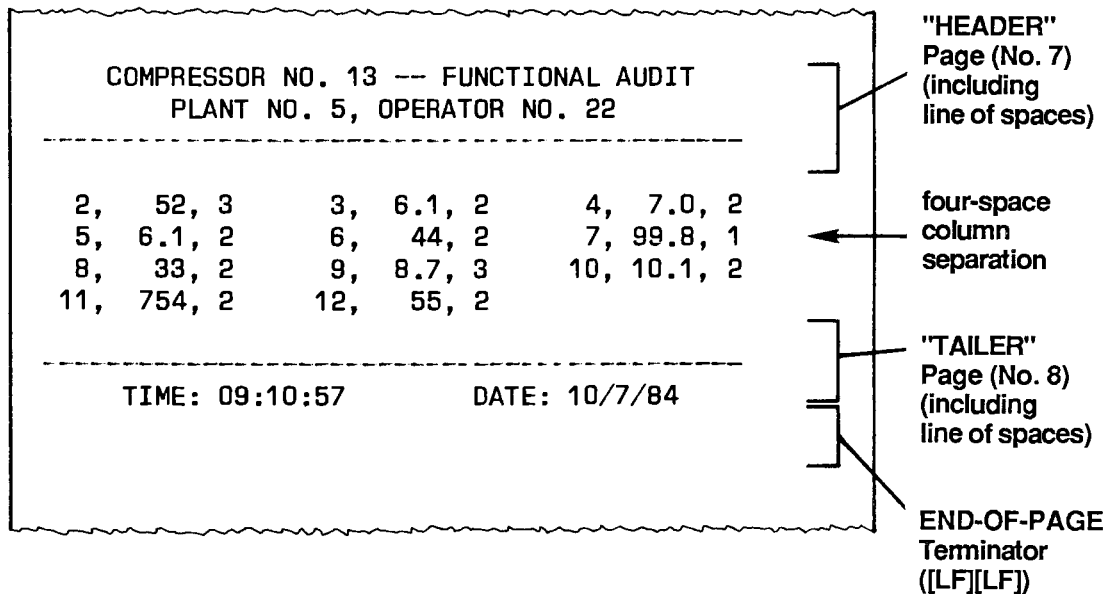 COMPRESSOR NO. 13 -- FUNCTIONAL AUDIT
PLANT NO. 5, OPERATOR NO. 22
--------------------------------------------
2, 52, 3 3, 6.1, 2 4, 7.0, 2
5, 6.1, 2 6, 44, 2 7, 99.8, 1
8, 33, 2 9, 8.7, 3 10, 10.1, 2
11, 754, 2 12, 55, 2
--------------------------------------------
TIME: 09:10:57 DATE: 10/7/84
"HEADER"
Page (No. 7)
(including
line of spaces)
four-space
column
separation
"TAILER"
Page (No. 8)
(including
line of spaces)
END-OF-PAGE
Terminator
([LF][LF])